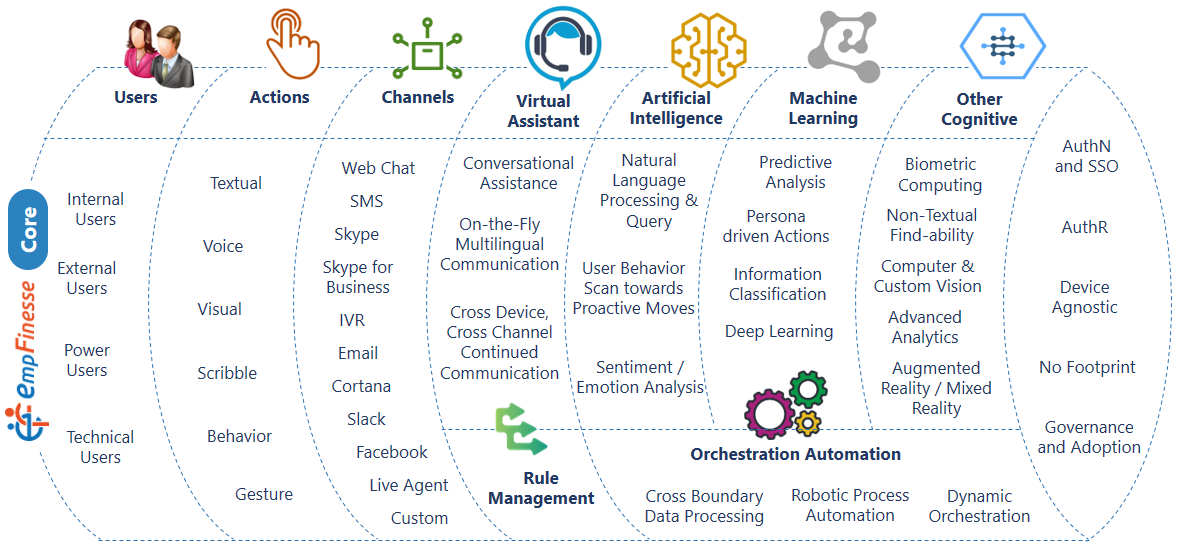 Users
Actions
Channels
Virtual
Assistant
Artificial
Intelligence
Machine
Learning
Other
Cognitive
Core
empFinesse
Internal
Users
External
Users
Power
Users
Technical
Users
Textual
Voice
Visual
Scribble
Behavior
Gesture
Web Chat
SMS
Skype
Skype for
Business
IVR
Email
Cortana
Slack
Facebook
Live Agent
Custom
Conversational
Assistance
On-the-Fly
Multilingual
Communication
Cross Device,
Cross Channel
Continued
Communication
Natural
Language
Processing &
Query
User Behavior
Scan towards
Proactive Moves
Sentiment /
Emotion Analysis
Predictive
Analysis
Persona
driven Actions
Information
Classification
Deep Learning
Biometric
Computing
Non-Textual
Find-ability
Computer &
Custom Vision
Advanced
Analytics
Augmented
Reality / Mixed
Reality
AuthN
and SSO
AuthR
Device
Agnostic
No Footprint
Governance
and Adoption
Rule
Management
Orchestration Automation
Cross Boundary
Data Processing
Robotic Process
Automation
Dynamic
Orchestration